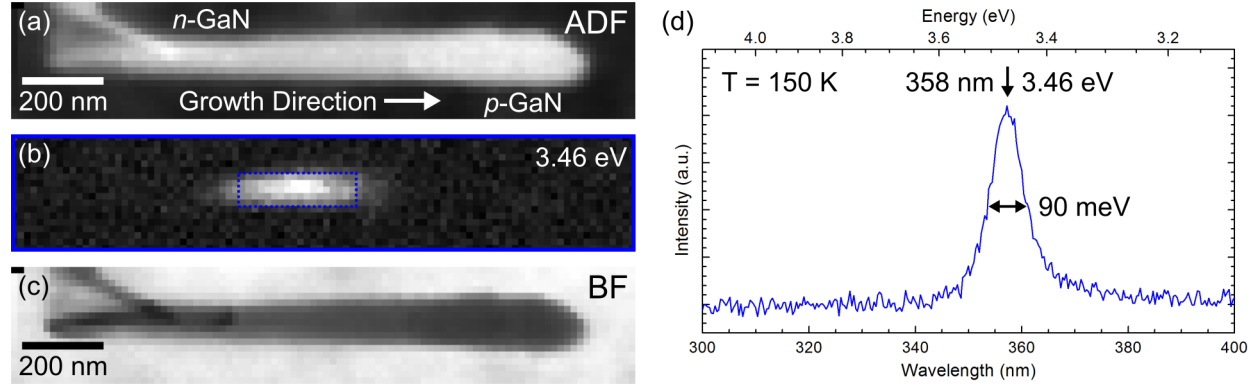 (a)
n-GaN
ADF
200 nm
Growth Direction
p-GaN
(b)
3.46 eV
(c)
BF
200 nm
(d)
Energy (eV)
4.0 3.8 3.6 3.4 3.2
T = 150 K
358 nm 3.46 eV
90 meV
Intensity (a.u.)
300 320 340 360 380 400
Wavelength (nm)